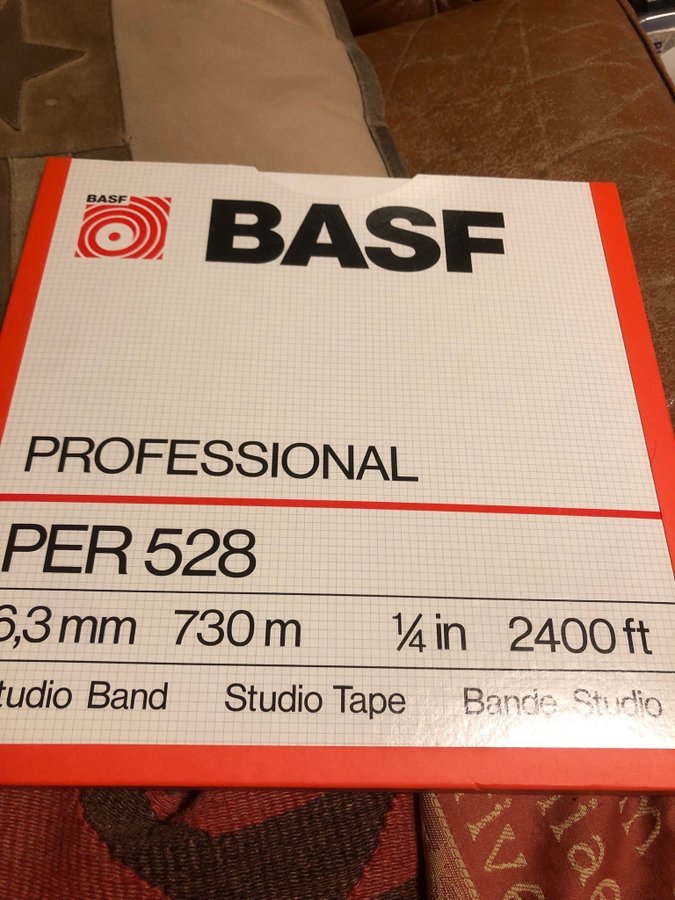 BASF
BASF
PROFESSIONAL
PER 528
6,3 mm 730 m ¼ in 2400 ft
tudio Band Studio Tape Bande Studio